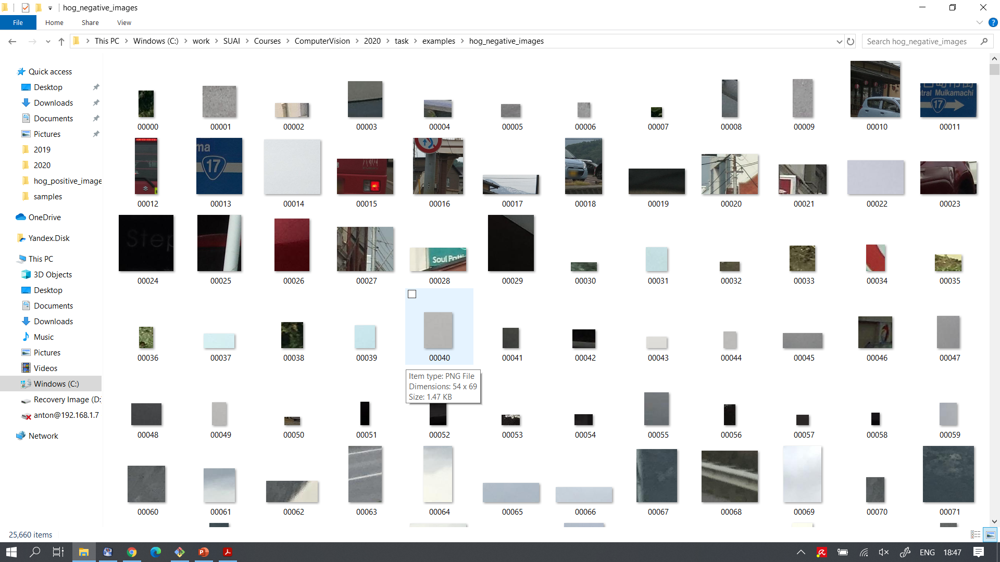 hog_negative_images
File Home Share View
This PC Windows (C:) work SUAI Courses ComputerVision 2020 task examples hog_negative_images
Search hog_negative_images
Quick access
Desktop
Downloads
Documents
Pictures
2019
2020
hog_positive_image
samples
OneDrive
Yandex.Disk
This PC
3D Objects
Desktop
Documents
Downloads
Music
Pictures
Videos
Windows (C:)
Recovery Image (D:
anton@192.168.1.7
Network
Muikamachi
17
00000 00001 00002 00003 00004 00005 00006 00007 00008 00009 00010 00011
ma
17
00012 00013 00014 00015 00016 00017 00018 00019 00020 00021 00022 00023
Step
Soul Patti
00024 00025 00026 00027 00028 00029 00030 00031 00032 00033 00034 00035
00036 00037 00038 00039 00040 00041 00042 00043 00044 00045 00046 00047
Item type: PNG File
Dimensions: 54 x 69
Size: 1.47 KB
00048 00049 00050 00051 00052 00053 00054 00055 00056 00057 00058 00059
00060 00061 00062 00063 00064 00065 00066 00067 00068 00069 00070 00071
25,660 items
ENG 18:47